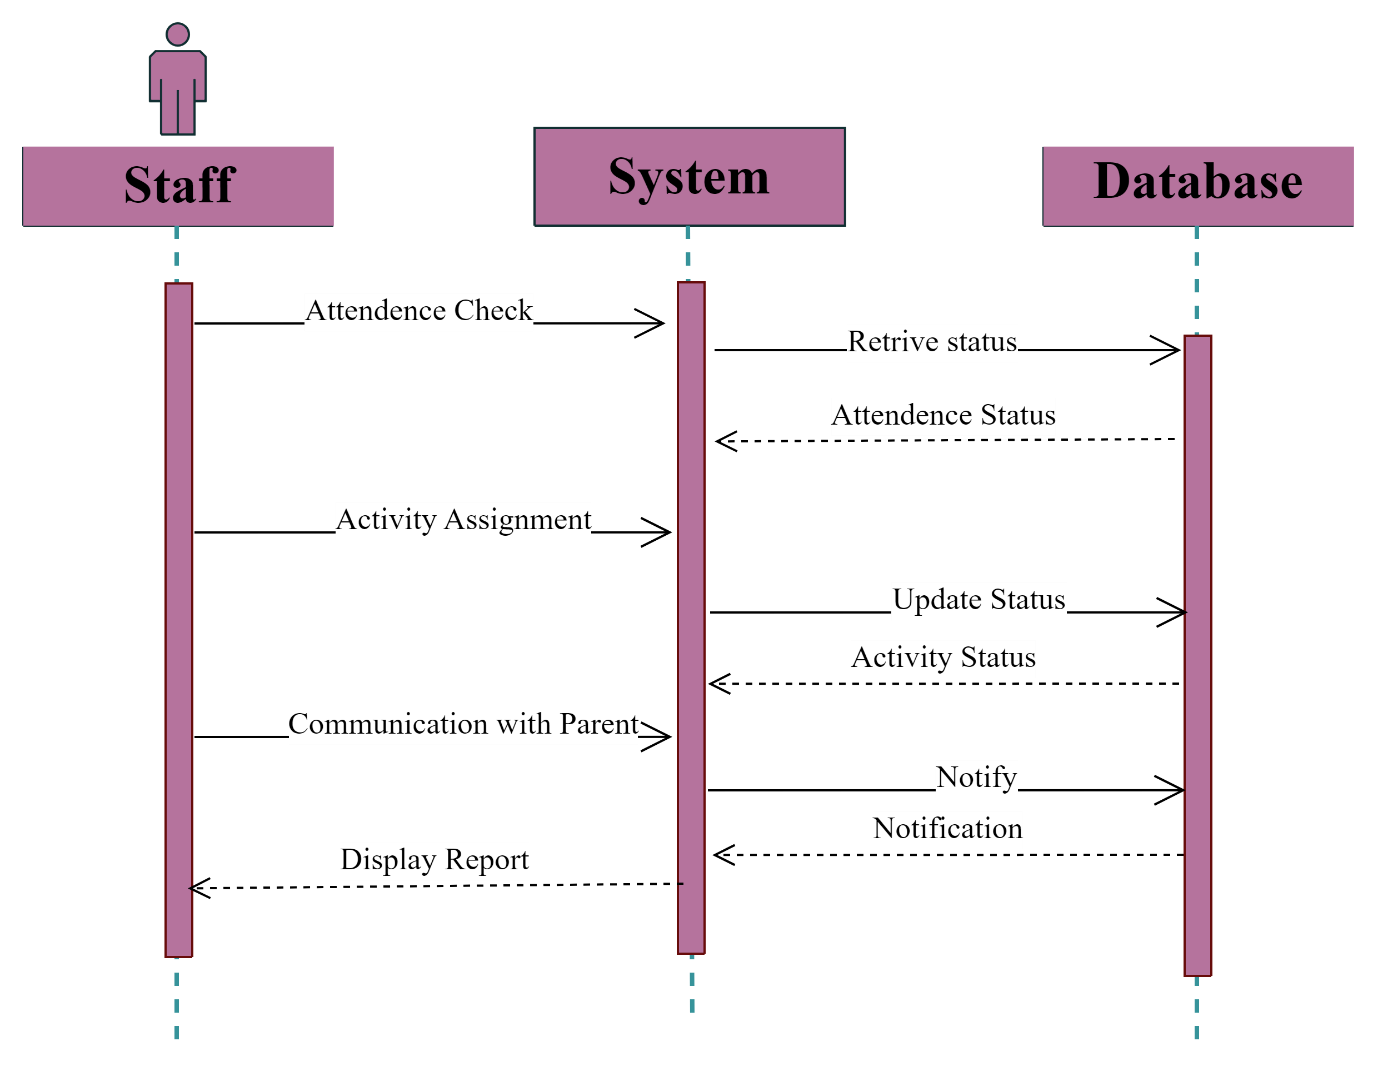 Staff
System
Database
Attendence Check
Retrive status
Attendence Status
Activity Assignment
Update Status
Activity Status
Communication with Parent
Notify
Notification
Display Report